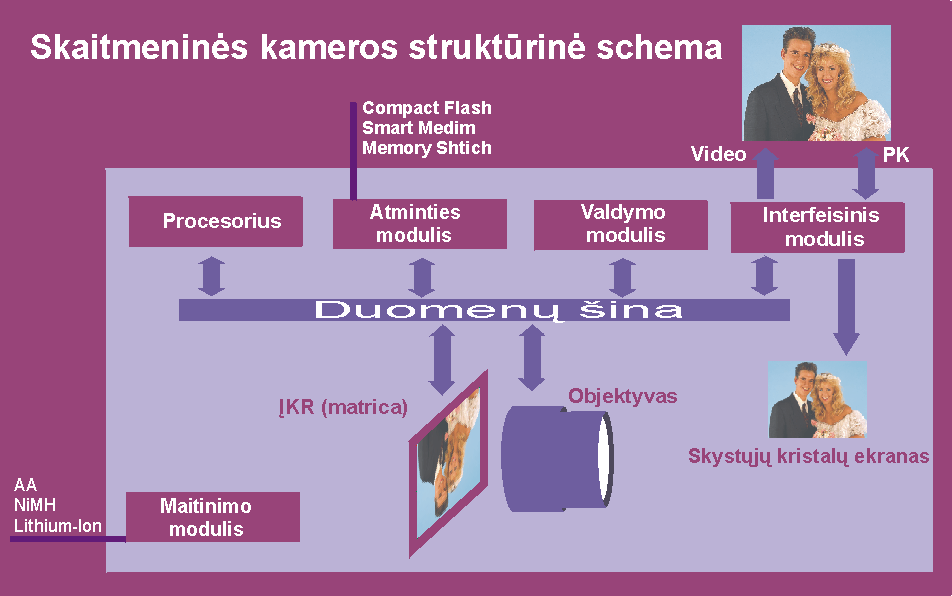 Skaitmeninės kameros struktūrinė schema
Compact Flash
Smart Medim
Memory Shtich
Video
PK
Procesorius
Atminties
modulis
Valdymo
modulis
Interfeisinis
modulis
Duomenų šina
ĮKR (matrica)
Objektyvas
Skystųjų kristalų ekranas
AA
NiMH
Lithium-Ion
Maitinimo
modulis